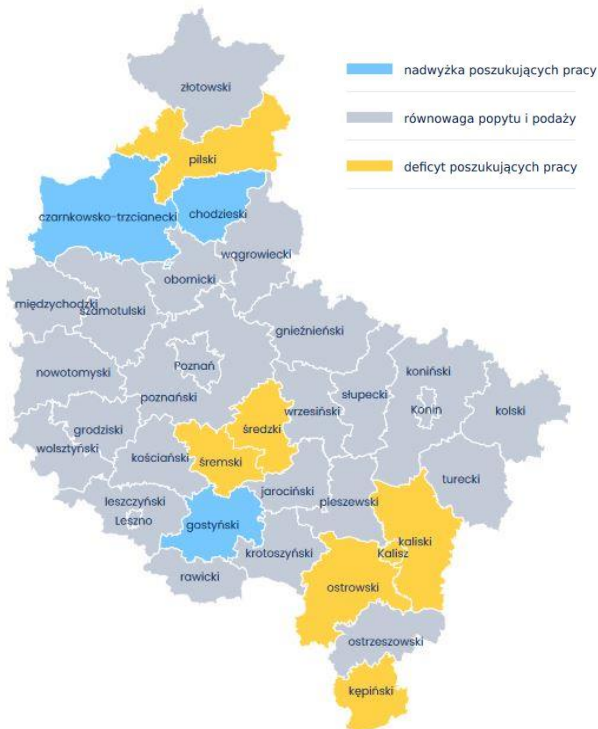 nadwyżka poszukujących pracy
równowaga popytu i podaży
deficyt poszukujących pracy
złotowski
pilski
czarnkowsko-trzcianecki
chodzieski
wągrowiecki
obornicki
międzychodzki
szamotulski
gnieźnieński
Poznań
nowotomyski
koniński
poznański
słupecki
wrzesiński
Konin
kolski
grodziski
średzki
wolsztyński
kościański
śremski
turecki
jarociński
leszczyński
pleszewski
Leszno
gostyński
kaliski
krotoszyński
Kalisz
rawicki
ostrowski
ostrzeszowski
kępiński